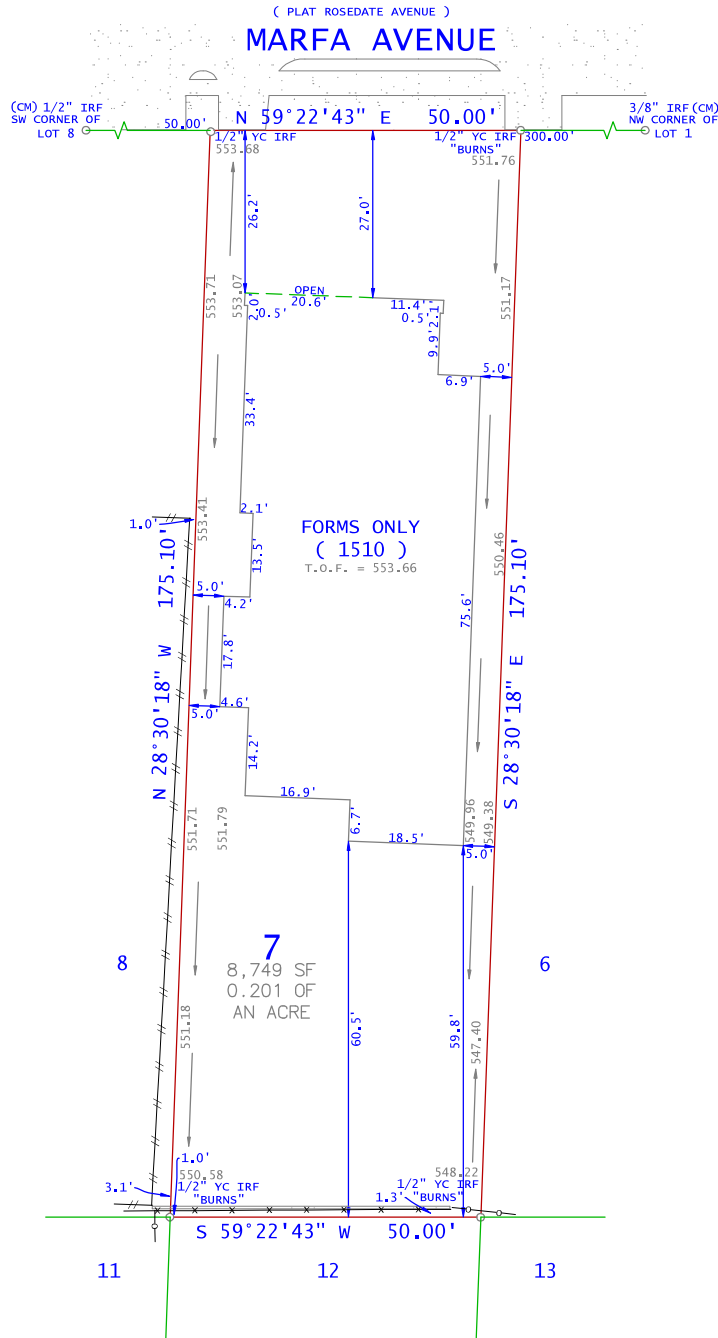 ( PLAT ROSEDATE AVENUE )
MARFA AVENUE
(CM) 1/2" IRF
SW CORNER OF
LOT 8
50.00'
N 59°22'43" E 50.00'
3/8" IRF(CM)
NW CORNER OF
LOT 1
1/2" YC IRF
1/2" YC IRF
"BURNS"
300.00'
553.68
551.76
26.2'
27.0'
553.71
553.07
2.0'
0.5'
OPEN
20.6'
11.4'
0.5'
2.1'
9.9'
551.17
6.9'
5.0'
33.4'
2.1'
1.0'
553.41
13.5'
FORMS ONLY
( 1510 )
T.O.F. = 553.66
550.46
N 28°30'18" W 175.10'
S 28°30'18" E 175.10'
75.6'
5.0'
4.2'
17.8'
5.0'
4.6'
14.2'
16.9'
6.7'
18.5'
551.71
551.79
549.96
549.38
5.0'
8
7
8,749 SF
0.201 OF
AN ACRE
6
60.5'
59.8'
551.18
547.40
1.0'
3.1'
550.58
1/2" YC IRF
"BURNS"
548.22
1/2" YC IRF
"BURNS"
1.3'
S 59°22'43" W 50.00'
11
12
13